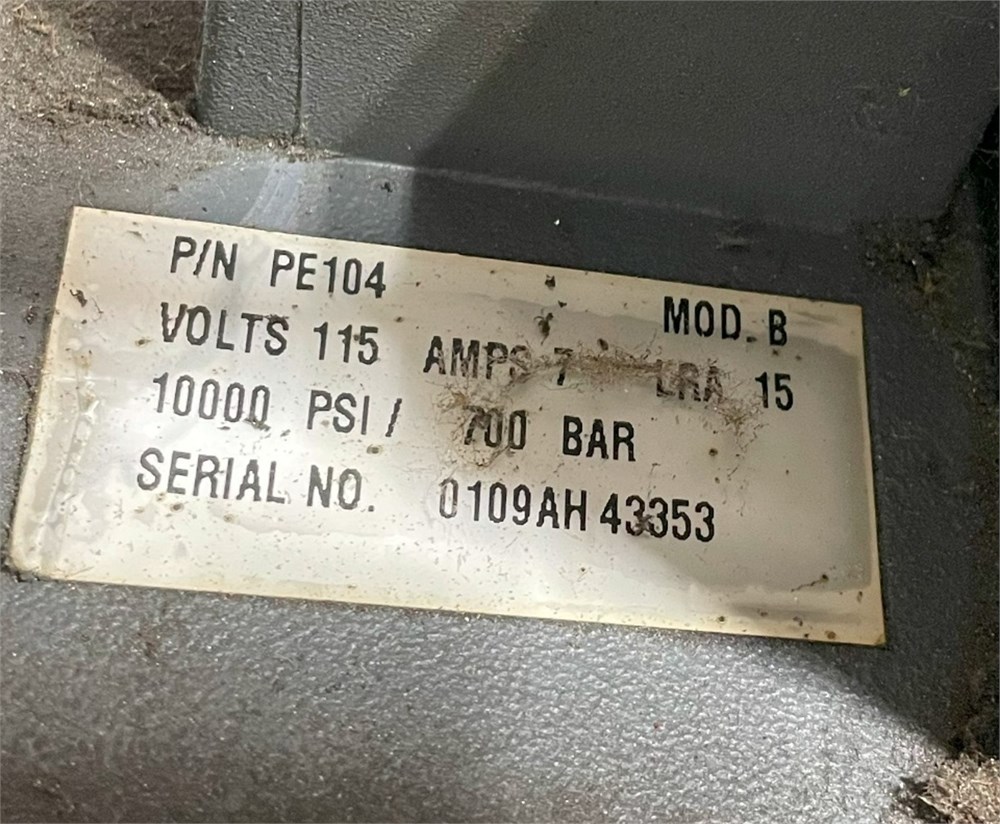 P/N PE104 MOD. B
VOLTS 115 AMPS 7 LRA 15
10000 PSI / 700 BAR
SERIAL NO. 0109AH 43353